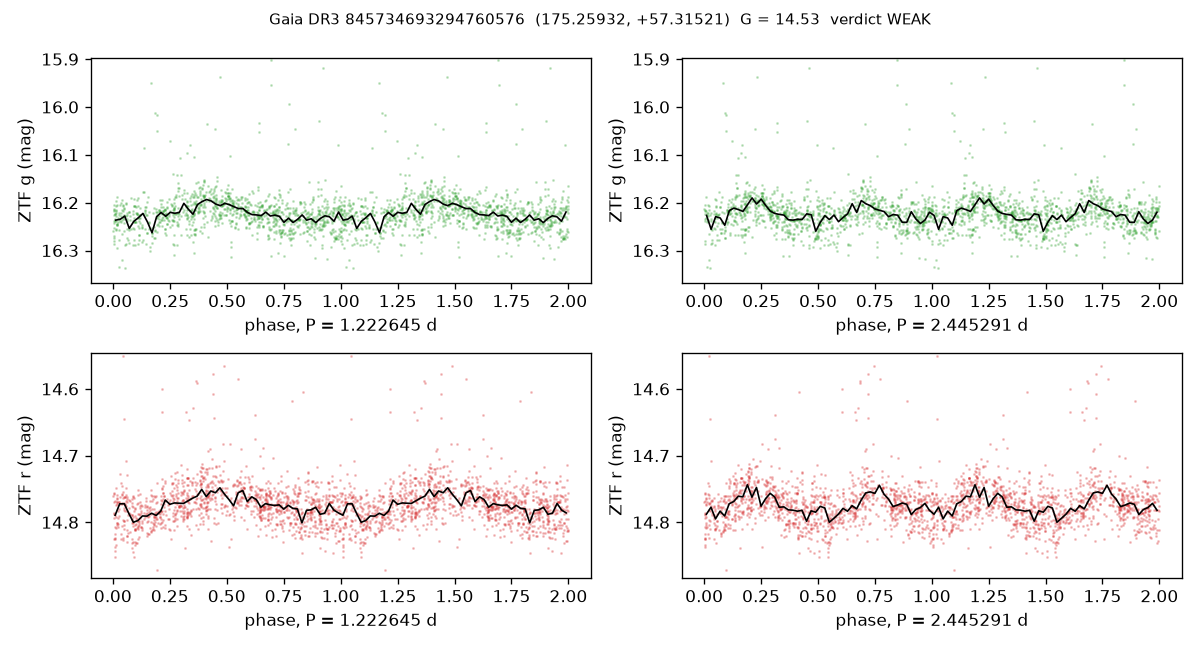 Gaia DR3 845734693294760576  (175.25932, +57.31521)  G = 14.53  verdict WEAK
15.9
16.0
16.1
16.2
16.3
ZTF g (mag)
0.00 0.25 0.50 0.75 1.00 1.25 1.50 1.75 2.00
phase, P = 1.222645 d
15.9
16.0
16.1
16.2
16.3
ZTF g (mag)
0.00 0.25 0.50 0.75 1.00 1.25 1.50 1.75 2.00
phase, P = 2.445291 d
14.6
14.7
14.8
ZTF r (mag)
0.00 0.25 0.50 0.75 1.00 1.25 1.50 1.75 2.00
phase, P = 1.222645 d
14.6
14.7
14.8
ZTF r (mag)
0.00 0.25 0.50 0.75 1.00 1.25 1.50 1.75 2.00
phase, P = 2.445291 d